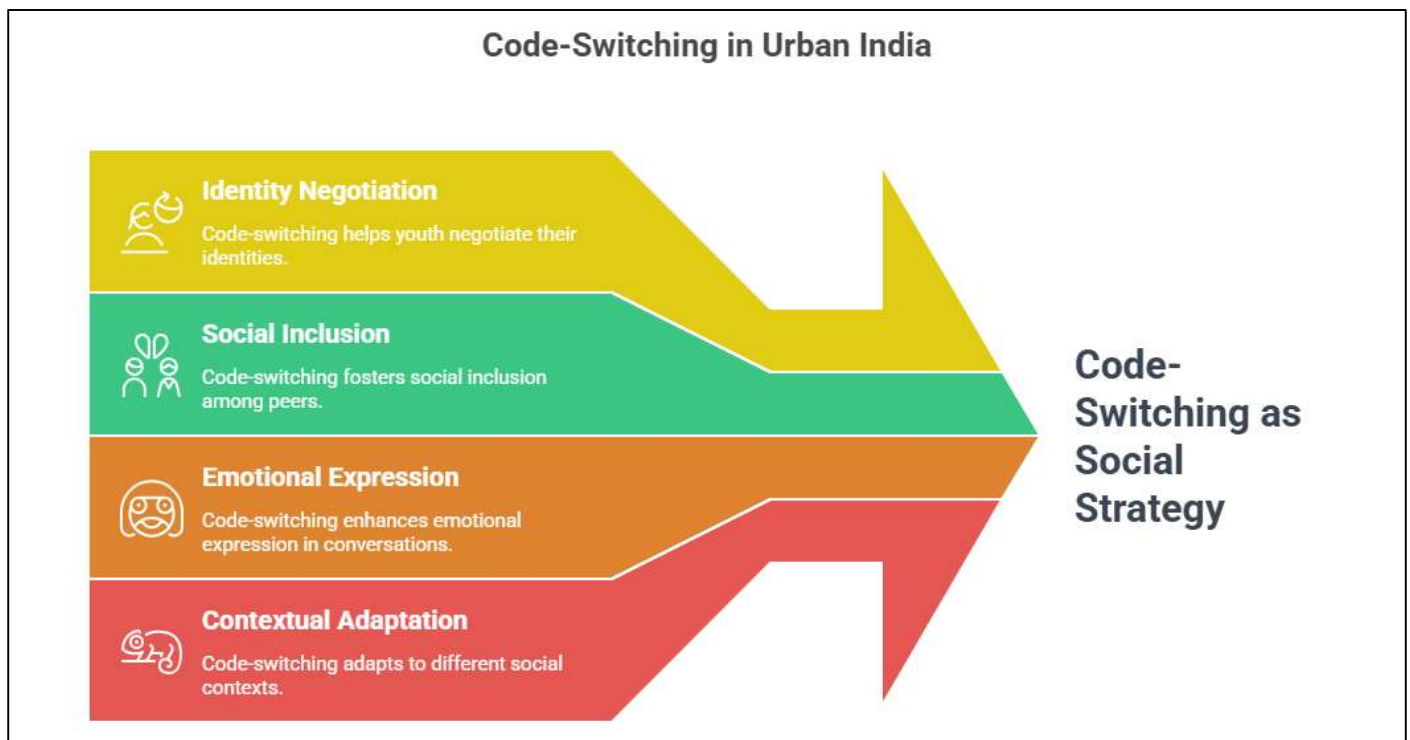 Code-Switching in Urban India
Identity Negotiation
Code-switching helps youth negotiate their
identities.
Social Inclusion
Code-switching fosters social inclusion
among peers.
Emotional Expression
Code-switching enhances emotional
expression in conversations.
Contextual Adaptation
Code-switching adapts to different social
contexts.
Code-
Switching as
Social
Strategy